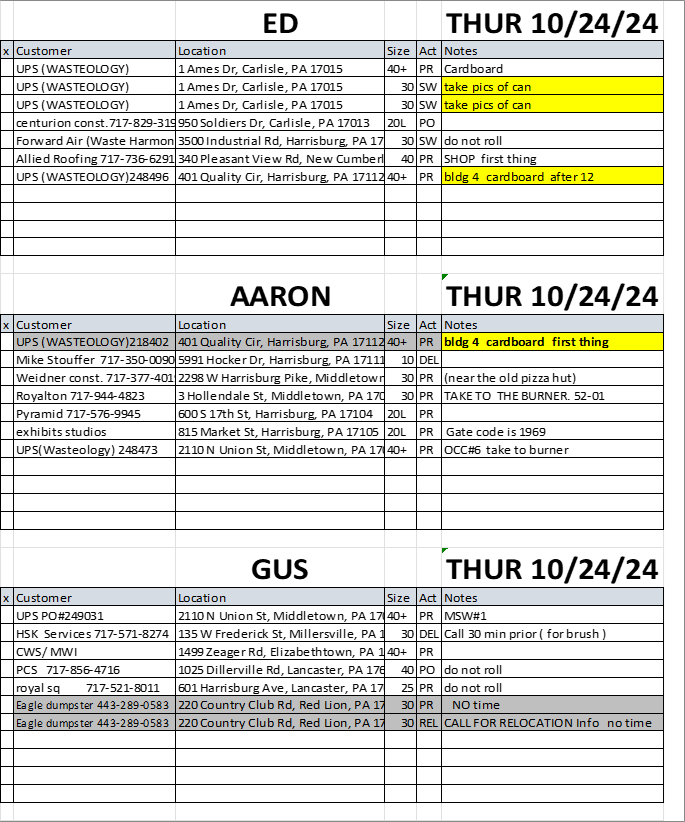 ED THUR 10/24/24
x Customer Location Size Act Notes
UPS (WASTEOLOGY) 1 Ames Dr, Carlisle, PA 17015 40+ PR Cardboard
UPS (WASTEOLOGY) 1 Ames Dr, Carlisle, PA 17015 30 SW take pics of can
UPS (WASTEOLOGY) 1 Ames Dr, Carlisle, PA 17015 30 SW take pics of can
centurion const.717-829-319 950 Soldiers Dr, Carlisle, PA 17013 20L PO
Forward Air (Waste Harmon 3500 Industrial Rd, Harrisburg, PA 17 30 SW do not roll
Allied Roofing 717-736-6291 340 Pleasant View Rd, New Cumberl 40 PR SHOP first thing
UPS (WASTEOLOGY)248496 401 Quality Cir, Harrisburg, PA 17112 40+ PR bldg 4 cardboard after 12
AARON THUR 10/24/24
x Customer Location Size Act Notes
UPS (WASTEOLOGY)218402 401 Quality Cir, Harrisburg, PA 17112 40+ PR bldg 4 cardboard first thing
Mike Stouffer 717-350-0090 5991 Hocker Dr, Harrisburg, PA 17111 10 DEL
Weidner const. 717-377-401 2298 W Harrisburg Pike, Middletown 30 PR (near the old pizza hut)
Royalton 717-944-4823 3 Hollendale St, Middletown, PA 170 30 PR TAKE TO THE BURNER. 52-01
Pyramid 717-576-9945 600 S 17th St, Harrisburg, PA 17104 20L PR
exhibits studios 815 Market St, Harrisburg, PA 17105 20L PR Gate code is 1969
UPS(Wasteology) 248473 2110 N Union St, Middletown, PA 17 40+ PR OCC#6 take to burner
GUS THUR 10/24/24
x Customer Location Size Act Notes
UPS PO#249031 2110 N Union St, Middletown, PA 17 40+ PR MSW#1
HSK Services 717-571-8274 135 W Frederick St, Millersville, PA 1 30 DEL Call 30 min prior ( for brush )
CWS/ MWI 1499 Zeager Rd, Elizabethtown, PA 1 40+ PR
PCS 717-856-4716 1025 Dillerville Rd, Lancaster, PA 176 40 PO do not roll
royal sq 717-521-8011 601 Harrisburg Ave, Lancaster, PA 17 25 PR do not roll
Eagle dumpster 443-289-0583 220 Country Club Rd, Red Lion, PA 17 30 PR NO time
Eagle dumpster 443-289-0583 220 Country Club Rd, Red Lion, PA 17 30 REL CALL FOR RELOCATION Info no time